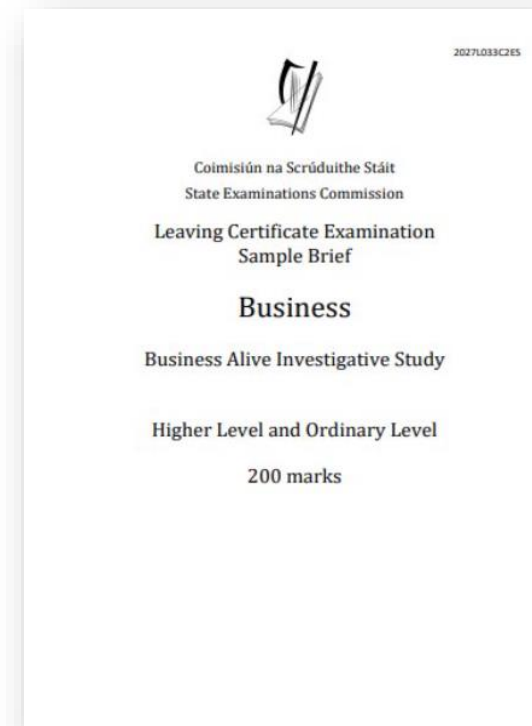 2027L033C2ES
Coimisiún na Scrúduithe Stáit
State Examinations Commission
Leaving Certificate Examination
Sample Brief
Business
Business Alive Investigative Study
Higher Level and Ordinary Level
200 marks